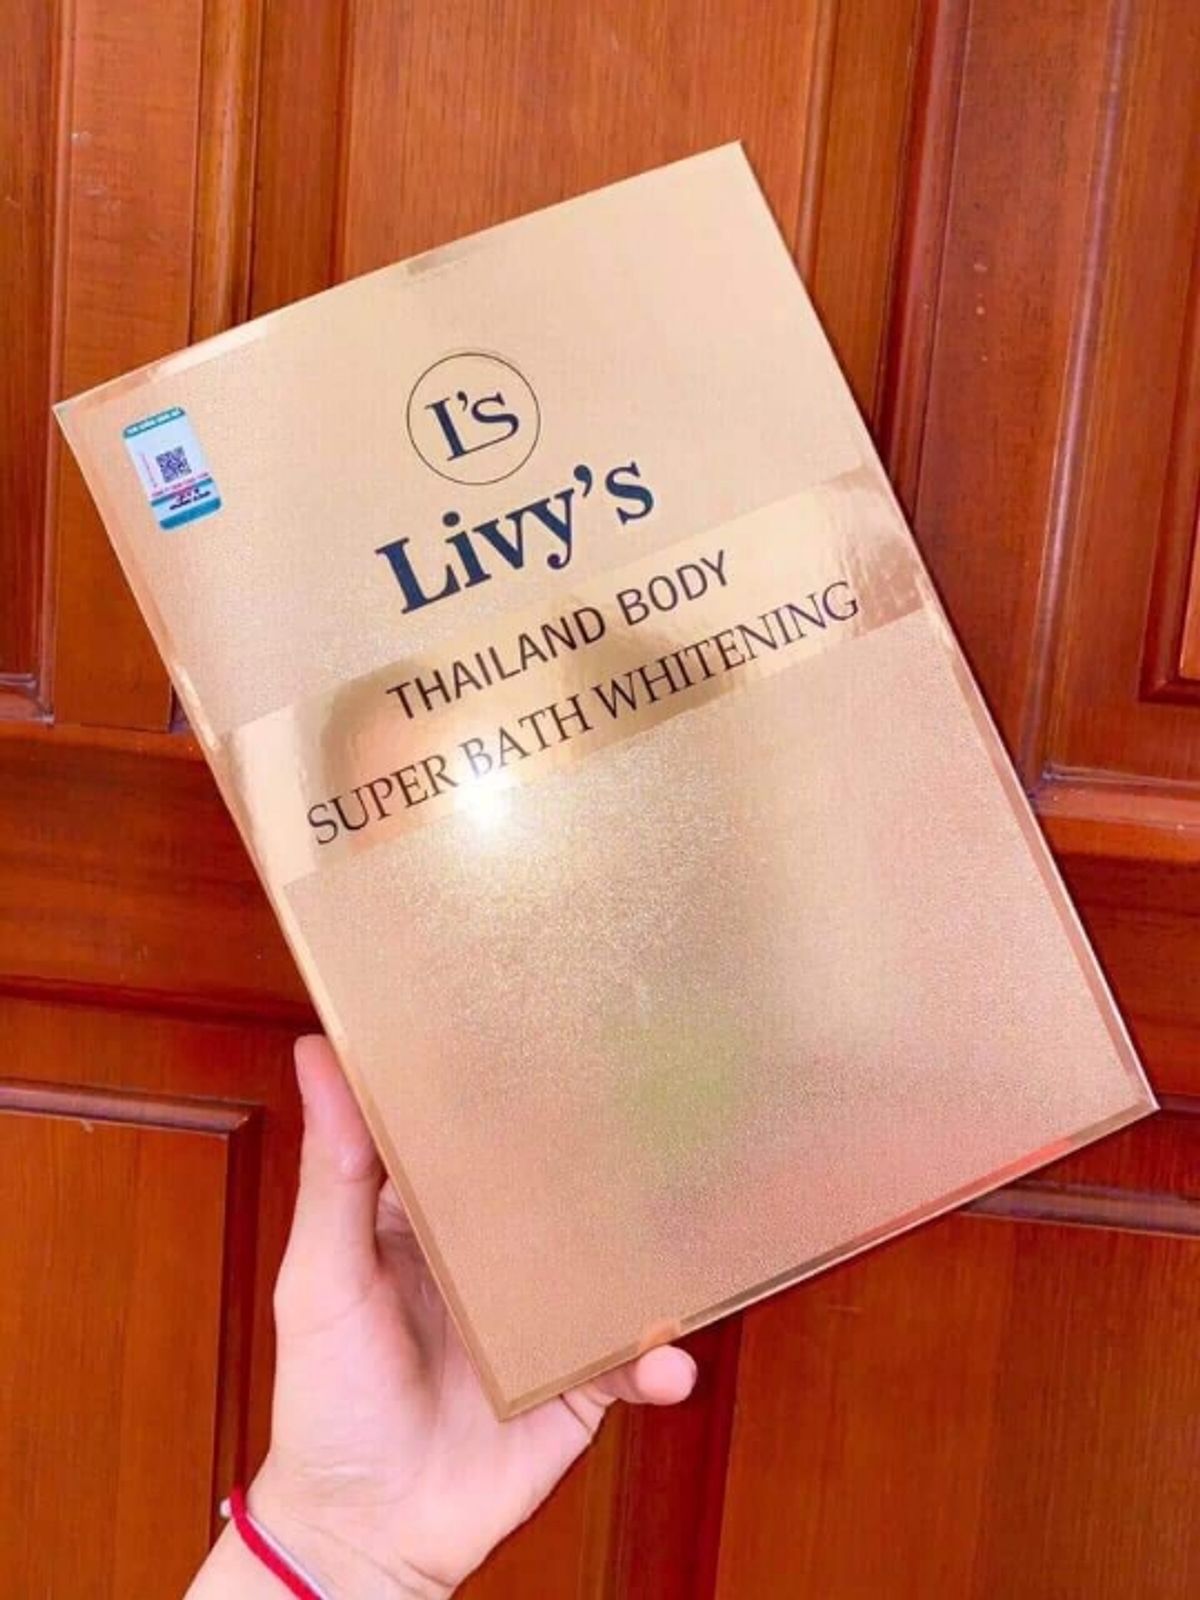 L's
Livy's
THAILAND BODY
SUPER BATH WHITENING